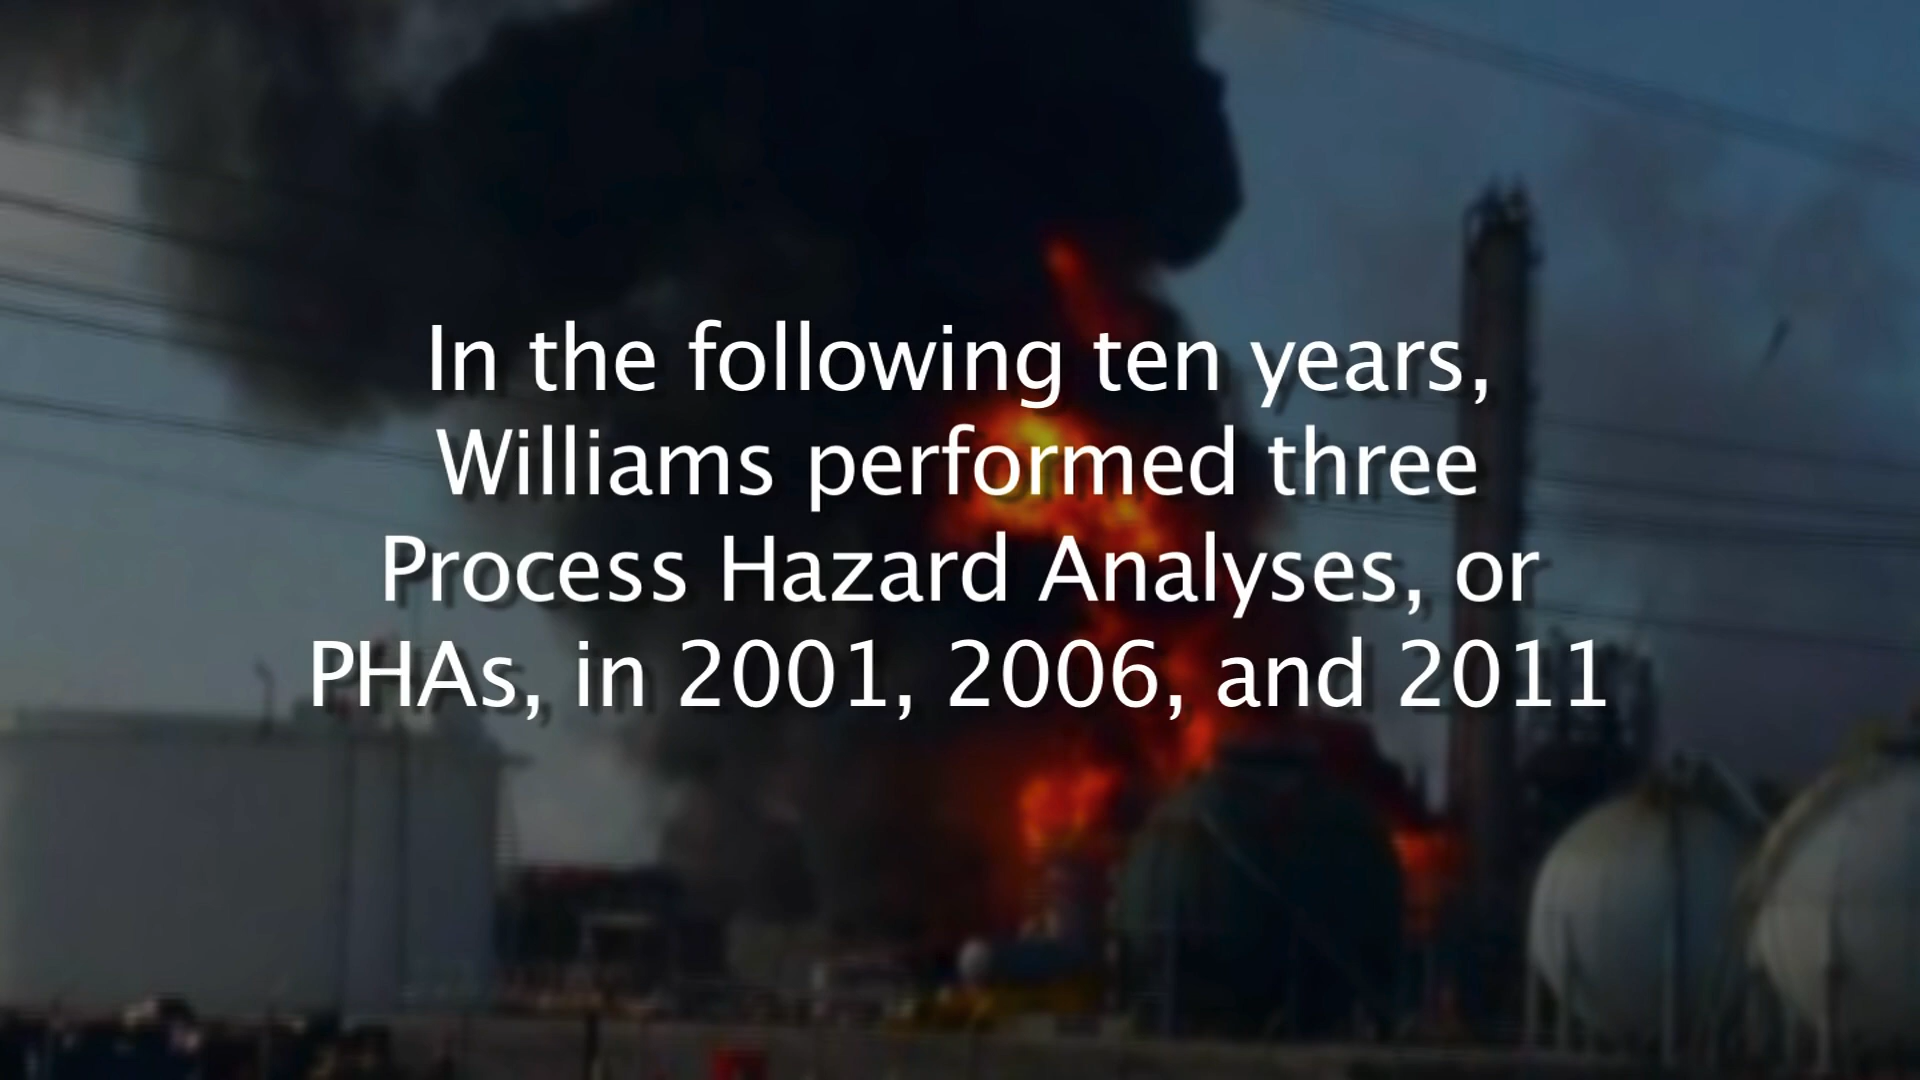 In the following ten years,
Williams performed three
Process Hazard Analyses, or
PHAs, in 2001, 2006, and 2011